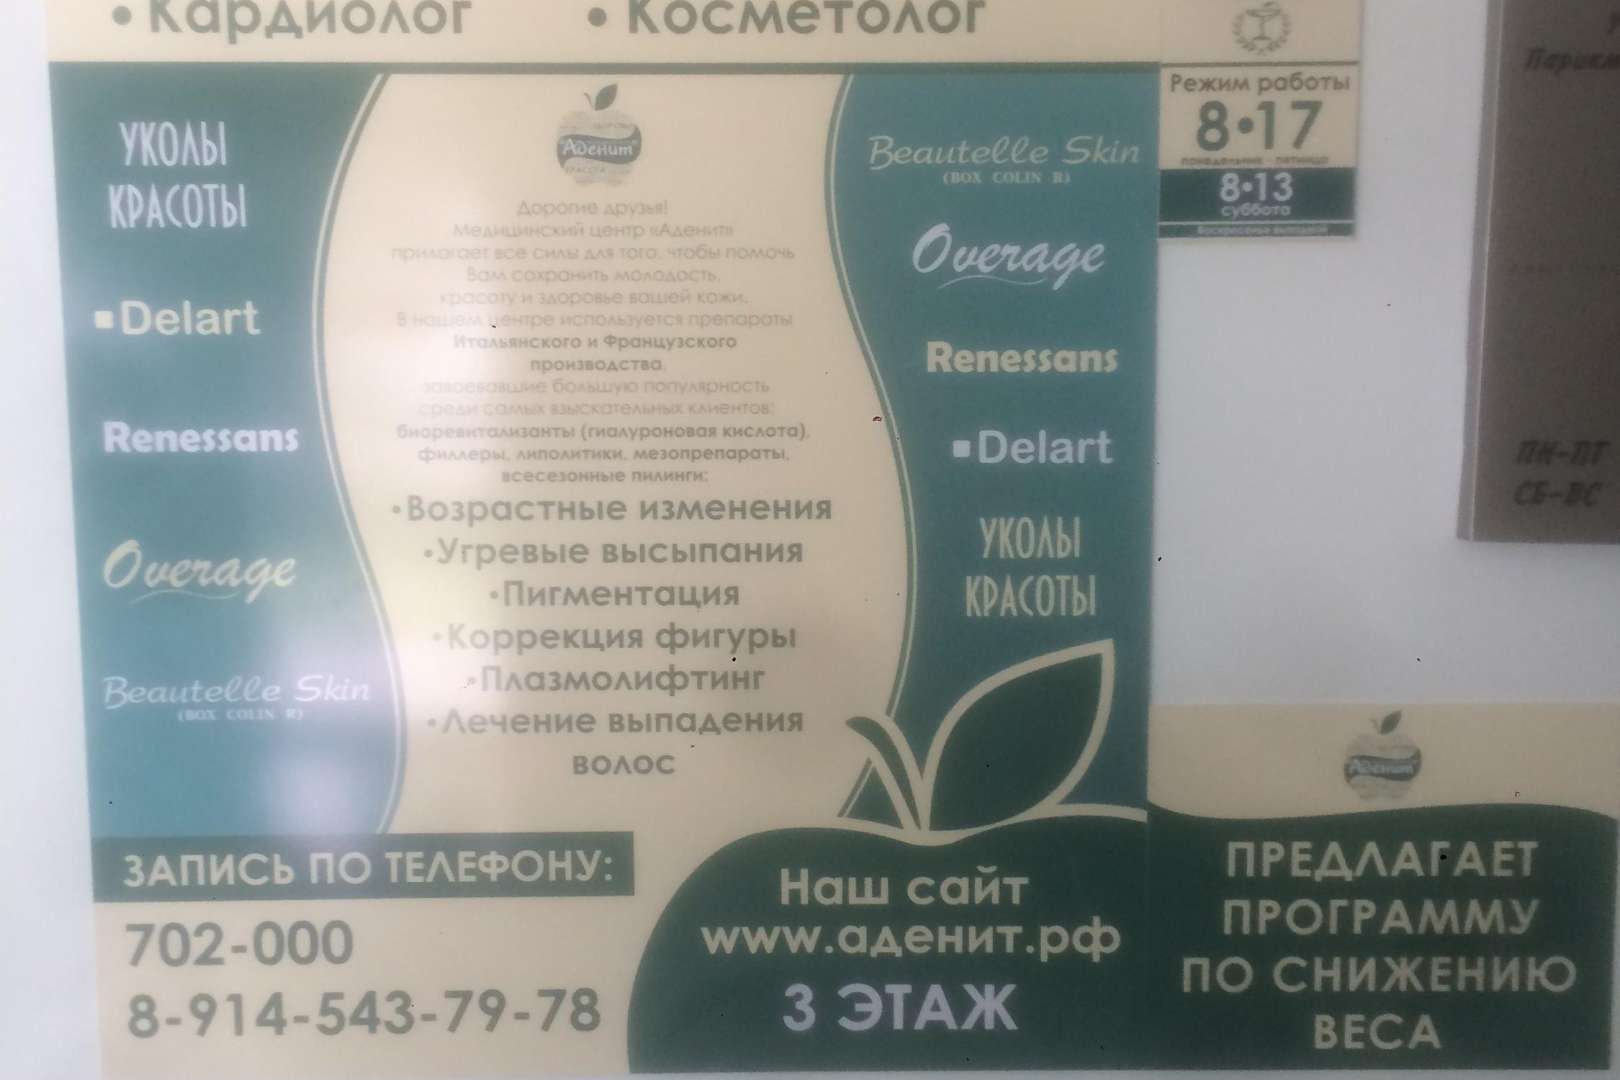 • Кардиолог • Косметолог
УКОЛЫ
КРАСОТЫ
▪Delart
Renessans
Overage
Beautelle Skin
(BOX COLIN R)
Аденит
КРАСОТА
Дорогие друзья!
Медицинский центр «Аденит»
прилагает все силы для того, чтобы помочь
Вам сохранить молодость,
красоту и здоровье вашей кожи.
В нашем центре используется препараты
Итальянского и Французского
производства,
завоевавшие большую популярность
среди самых взыскательных клиентов:
биоревитализанты (гиалуроновая кислота),
филлеры, липолитики, мезопрепараты,
всесезонные пилинги:
•Возрастные изменения
•Угревые высыпания
•Пигментация
•Коррекция фигуры
•Плазмолифтинг
•Лечение выпадения
волос
Beautelle Skin
(BOX COLIN R)
Overage
Renessans
▪Delart
УКОЛЫ
КРАСОТЫ
ЗАПИСЬ ПО ТЕЛЕФОНУ:
702-000
8-914-543-79-78
Наш сайт
www.аденит.рф
3 ЭТАЖ
Режим работы
8•17
понедельник - пятница
8•13
суббота
Воскресенье выходной
Аденит
ПРЕДЛАГАЕТ
ПРОГРАММУ
ПО СНИЖЕНИЮ
ВЕСА
ПН-ПТ
СБ-ВС